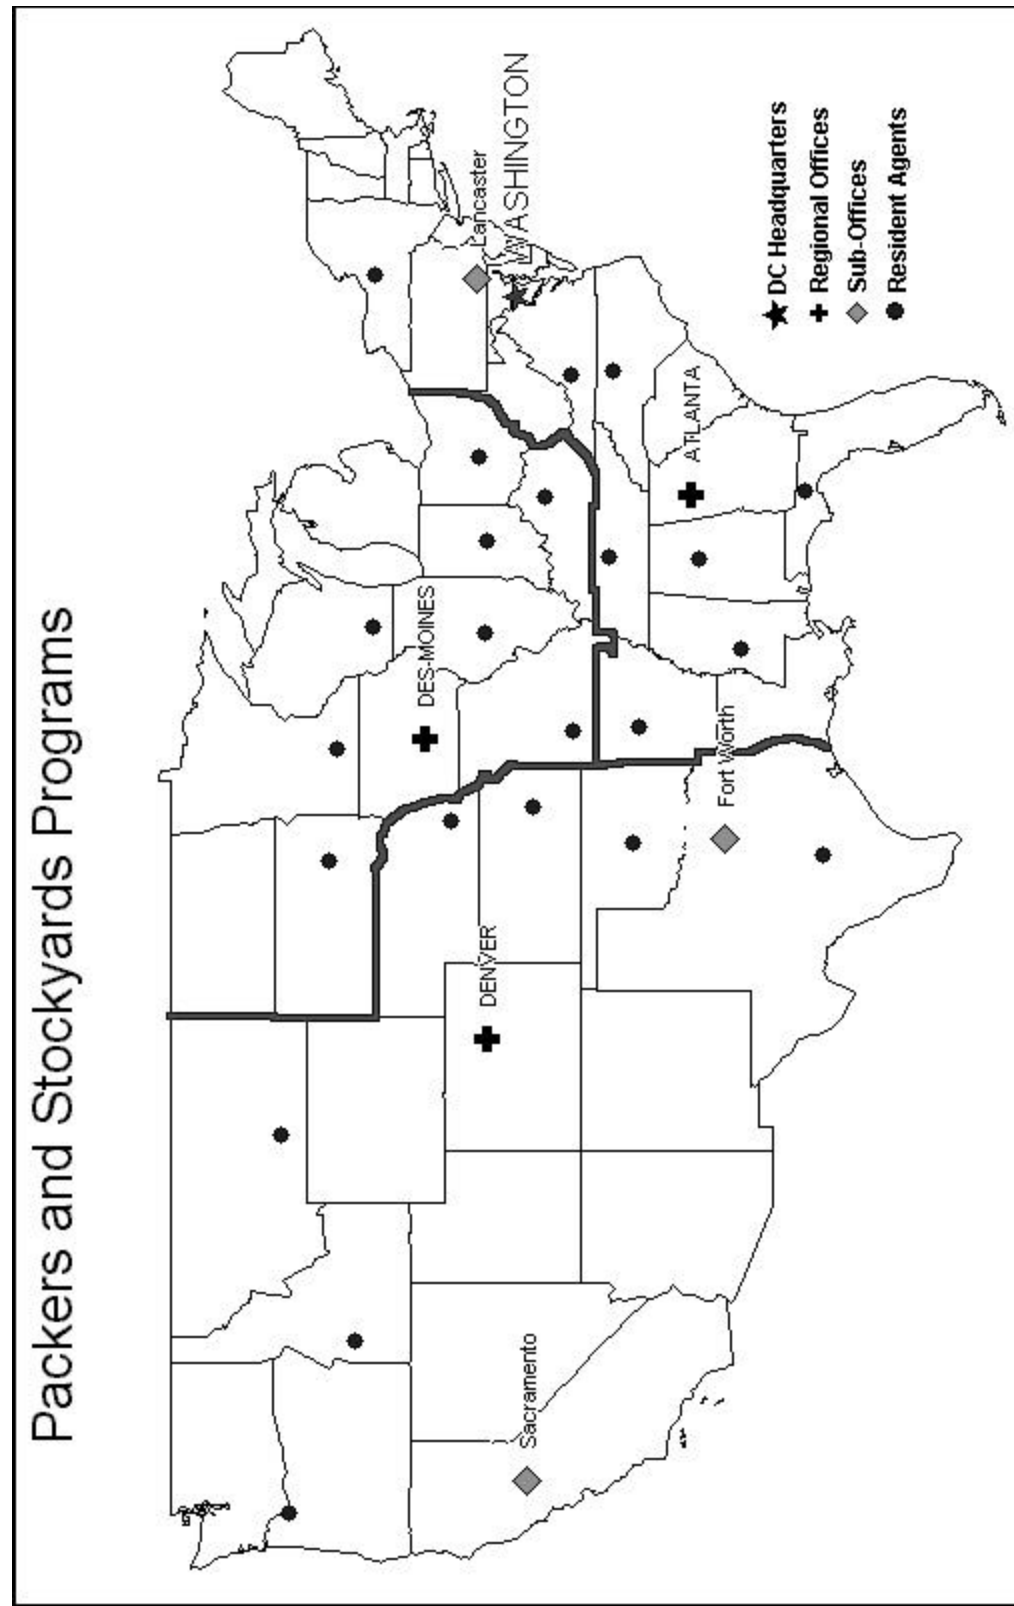 Packers and Stockyards Programs
Lancaster
WASHINGTON
DES-MOINES
DENVER
Sacramento
ATLANTA
Fort Worth
DC Headquarters
Regional Offices
Sub-Offices
Resident Agents